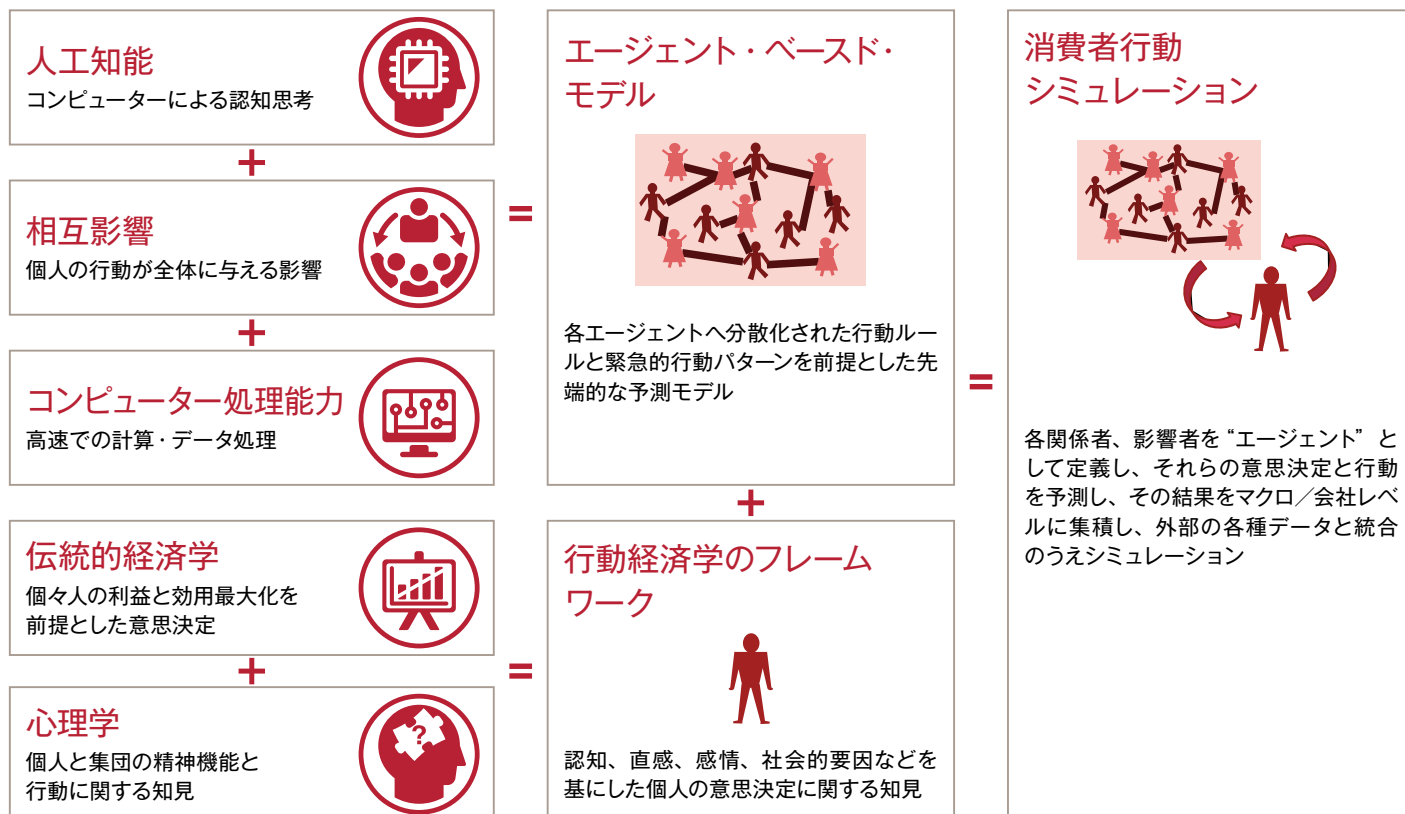 人工知能
コンピューターによる認知思考
+
相互影響
個人の行動が全体に与える影響
+
コンピューター処理能力
高速での計算・データ処理
=
エージェント・ベースド・
モデル
各エージェントへ分散化された行動ルー
ルと緊急的行動パターンを前提とした先
端的な予測モデル
伝統的経済学
個々人の利益と効用最大化を
前提とした意思決定
+
心理学
?
個人と集団の精神機能と
行動に関する知見
=
+
行動経済学のフレーム
ワーク
認知、直感、感情、社会的要因などを
基にした個人の意思決定に関する知見
=
消費者行動
シミュレーション
各関係者、影響者を“エージェント”と
して定義し、それらの意思決定と行動
を予測し、その結果をマクロ／会社レベ
ルに集積し、外部の各種データと統合
のうえシミュレーション